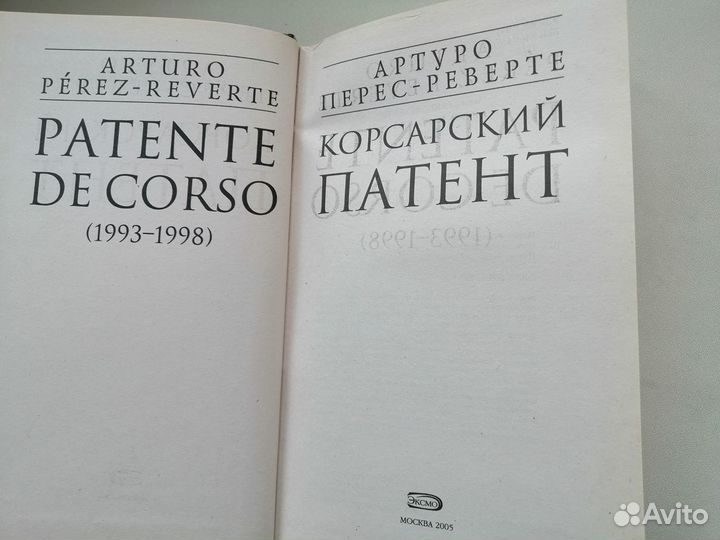 ARTURO
PÉREZ-REVERTE
PATENTE
DE CORSO
(1993–1998)
АРТУРО
ПЕРЕС-РЕВЕРТЕ
КОРСАРСКИЙ
ПАТЕНТ
ЭКСМО
МОСКВА 2005
Avito